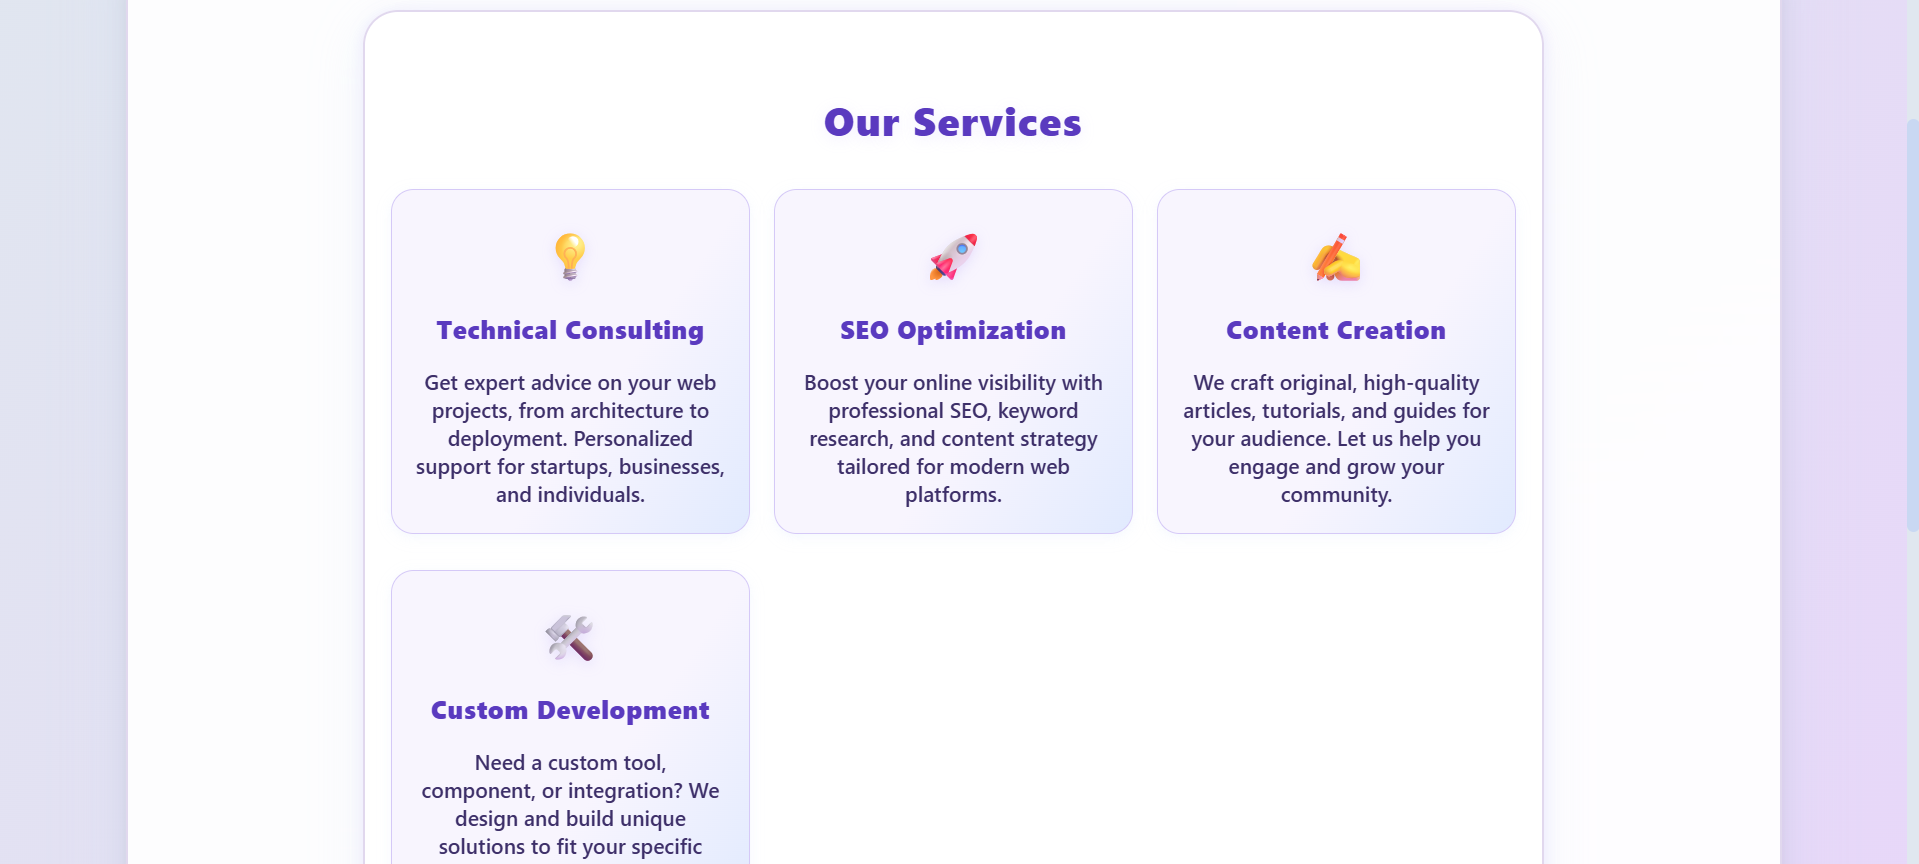 Our Services
Technical Consulting
Get expert advice on your web
projects, from architecture to
deployment. Personalized
support for startups, businesses,
and individuals.
SEO Optimization
Boost your online visibility with
professional SEO, keyword
research, and content strategy
tailored for modern web
platforms.
Content Creation
We craft original, high-quality
articles, tutorials, and guides for
your audience. Let us help you
engage and grow your
community.
Custom Development
Need a custom tool,
component, or integration? We
design and build unique
solutions to fit your specific